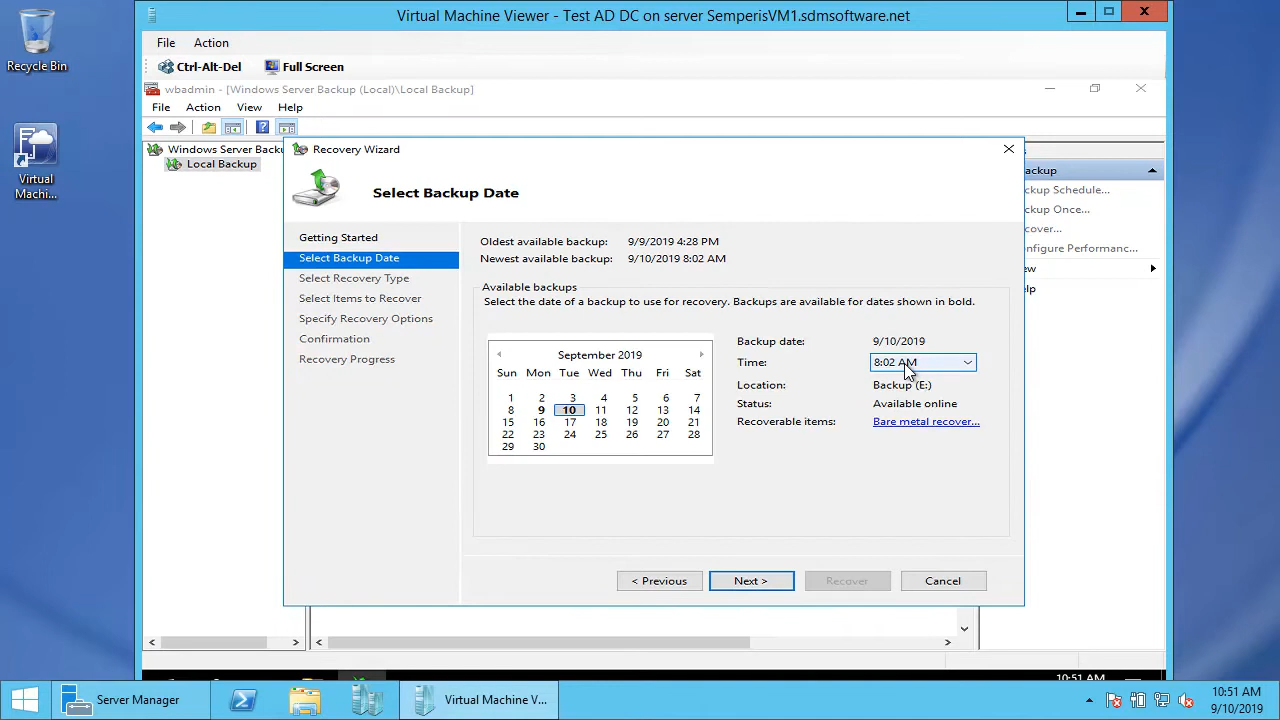 Virtual Machine Viewer - Test AD DC on server SemperisVM1.sdmsoftware.net
Recycle Bin
File Action
Ctrl-Alt-Del Full Screen
wbadmin - [Windows Server Backup (Local)\Local Backup]
File Action View Help
Virtual
Machi...
Windows Server Backu
Local Backup
Recovery Wizard
Select Backup Date
Getting Started
Select Backup Date
Select Recovery Type
Select Items to Recover
Specify Recovery Options
Confirmation
Recovery Progress
Oldest available backup: 9/9/2019 4:28 PM
Newest available backup: 9/10/2019 8:02 AM
Available backups
Select the date of a backup to use for recovery. Backups are available for dates shown in bold.
September 2019
Sun Mon Tue Wed Thu Fri Sat
1 2 3 4 5 6 7
8 9 10 11 12 13 14
15 16 17 18 19 20 21
22 23 24 25 26 27 28
29 30
Backup date: 9/10/2019
Time: 8:02 AM
Location: Backup (E:)
Status: Available online
Recoverable items: Bare metal recover...
< Previous Next > Recover Cancel
s
ackup
ckup Schedule...
ckup Once...
cover...
nfigure Performanc...
ew
elp
10:51 AM
Server Manager
Virtual Machine V...
10:51 AM
9/10/2019